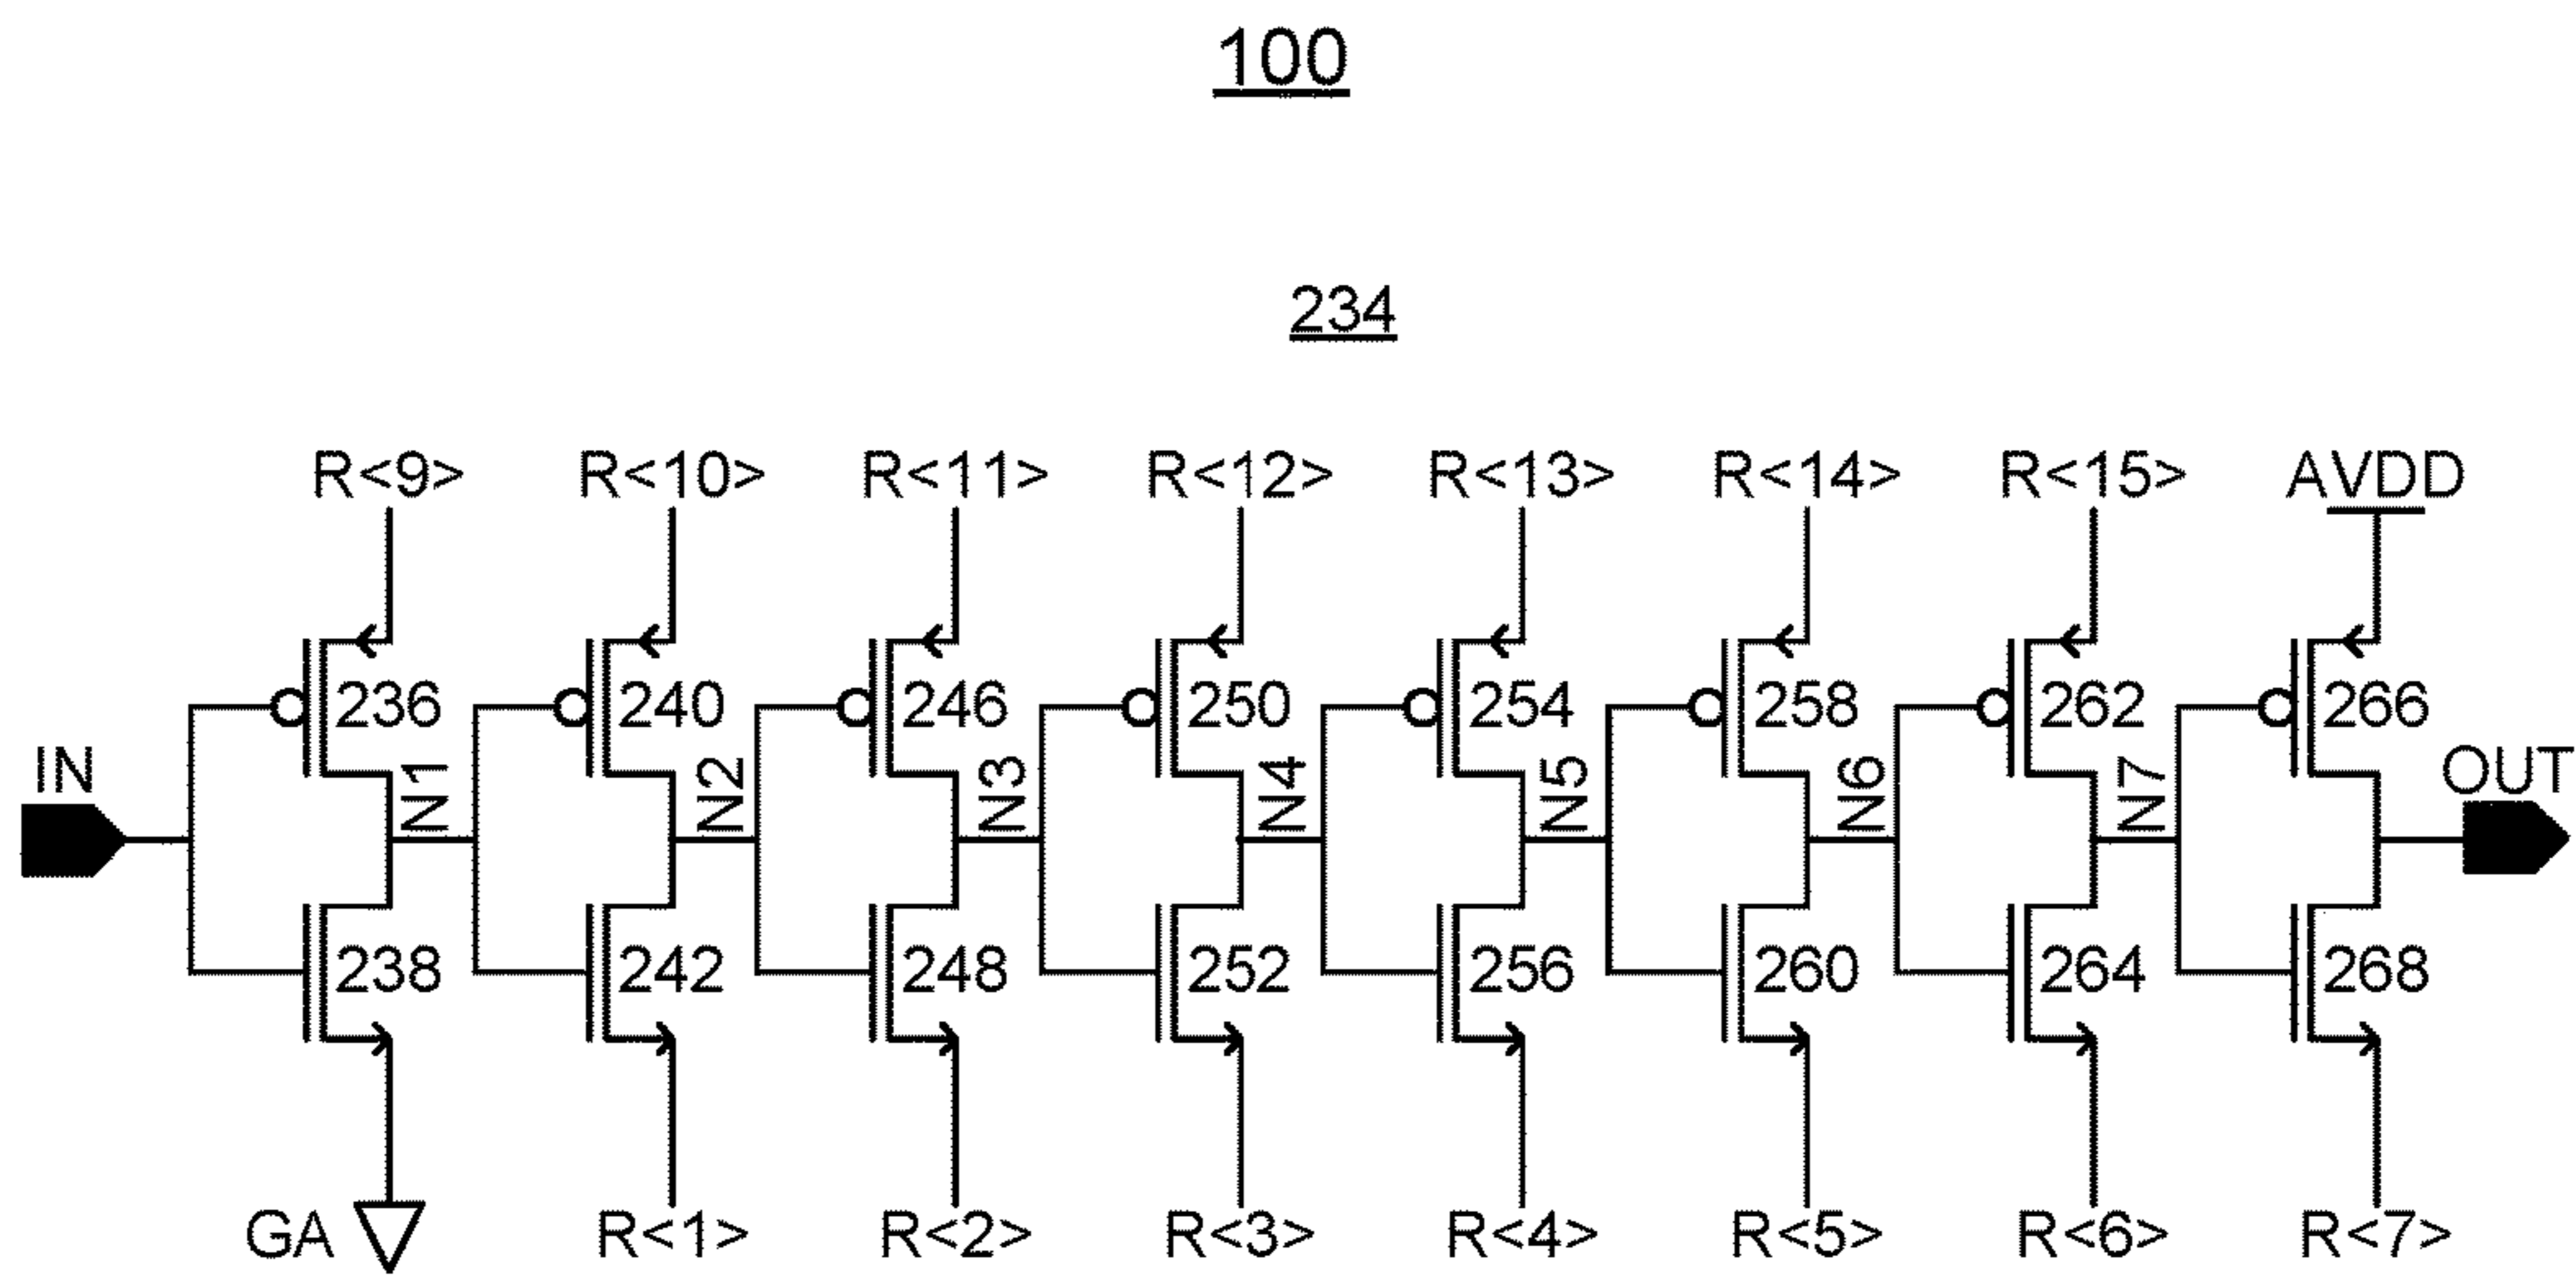 100
234
R<9> R<10> R<11> R<12> R<13> R<14> R<15> AVDD
236 240 246 250 254 258 262 266
IN N1 N2 N3 N4 N5 N6 N7 OUT
238 242 248 252 256 260 264 268
GA R<1> R<2> R<3> R<4> R<5> R<6> R<7>